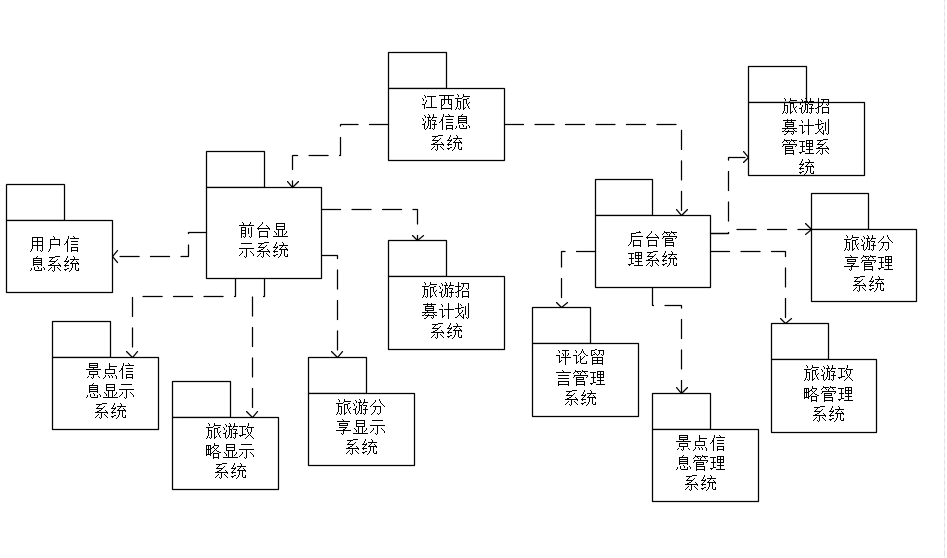 江西旅
游信息
系统
旅游招
募计划
管理系
统
前台显
示系统
用户信
息系统
后台管
理系统
旅游分
享管理
系统
旅游招
募计划
系统
景点信
息显示
系统
旅游攻
略显示
系统
旅游分
享显示
系统
评论留
言管理
系统
旅游攻
略管理
系统
景点信
息管理
系统